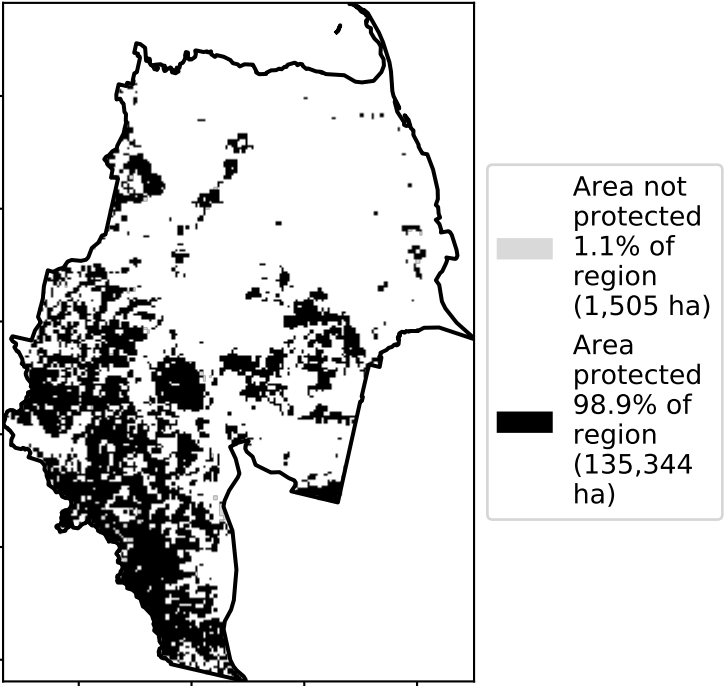 Area not
protected
1.1% of
region
(1,505 ha)
Area
protected
98.9% of
region
(135,344
ha)